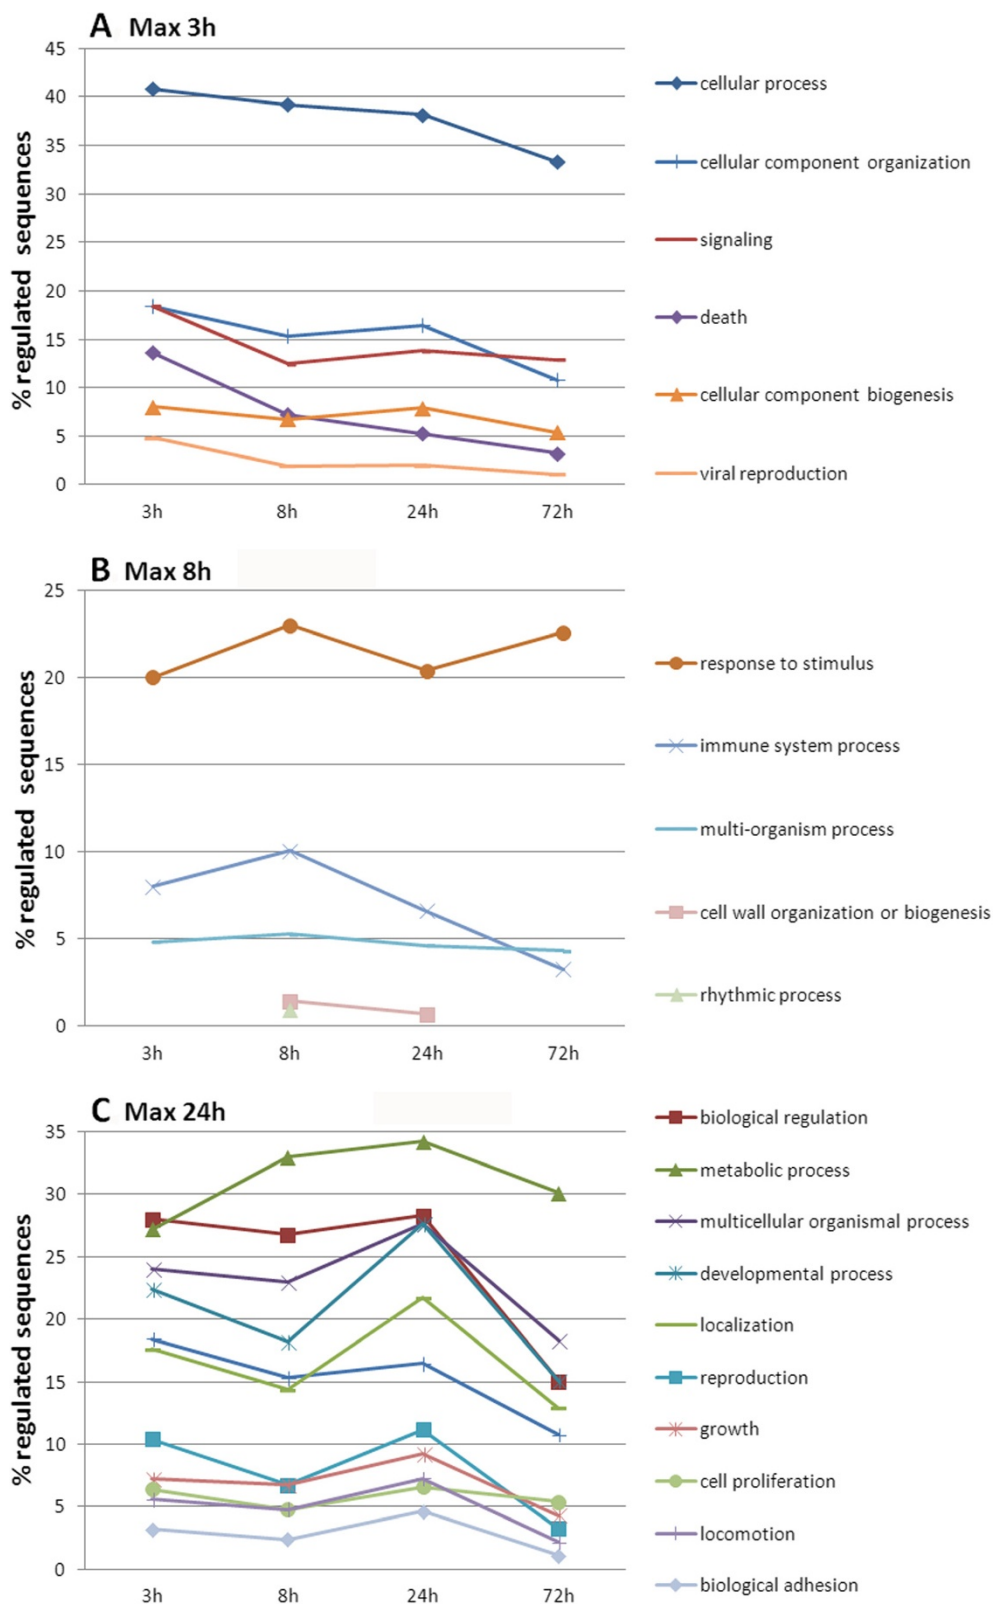 A Max 3h
45
40
35
30
25
20
15
10
5
0
% regulated sequences
3h 8h 24h 72h
cellular process
cellular component organization
signaling
death
cellular component biogenesis
viral reproduction
B Max 8h
25
20
15
10
5
0
% regulated sequences
3h 8h 24h 72h
response to stimulus
immune system process
multi-organism process
cell wall organization or biogenesis
rhythmic process
C Max 24h
35
30
25
20
15
10
5
0
% regulated sequences
3h 8h 24h 72h
biological regulation
metabolic process
multicellular organismal process
developmental process
localization
reproduction
growth
cell proliferation
locomotion
biological adhesion